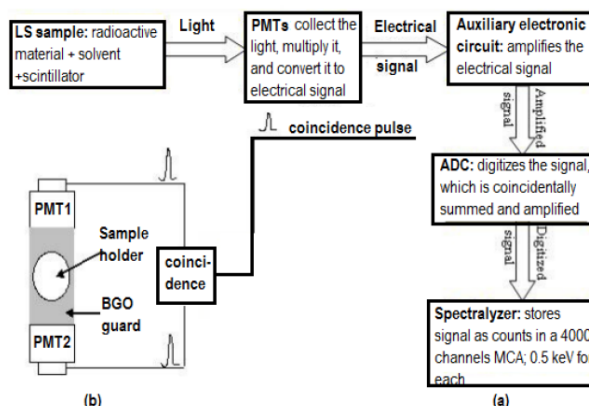 LS sample: radioactive
material + solvent
+scintillator
Light
PMTs collect the
light, multiply it,
and convert it to
electrical signal
Electrical
signal
Auxiliary electronic
circuit: amplifies the
electrical signal
Amplified
signal
ADC: digitizes the signal,
which is coincidentally
summed and amplified
Digitized
signal
Spectralyzer: stores
signal as counts in a 4000
channels MCA; 0.5 keV for
each
(a)
coincidence pulse
PMT1
Sample
holder
coinci-
dence
BGO
guard
PMT2
(b)